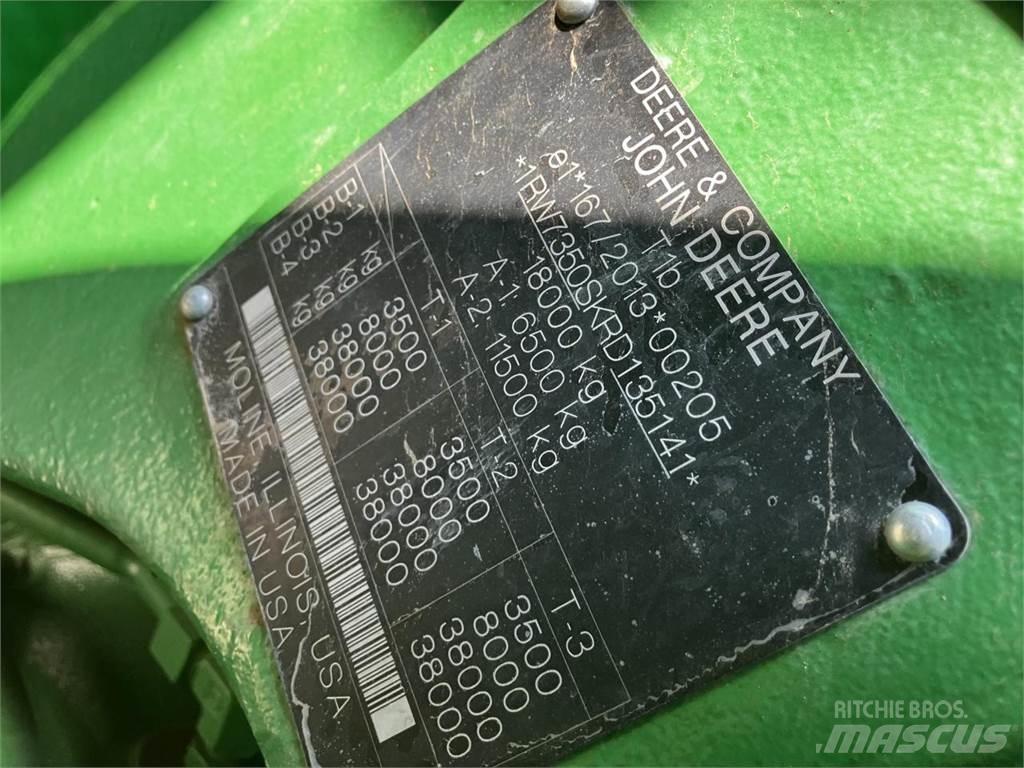 DEERE & COMPANY
JOHN DEERE
T1b
e1*167/2013*00205
*1RW7350SKRD135141*
18000 kg
A-1: 6500 kg
A-2: 11500 kg
T-1 T-2 T-3
B-1 kg 3500 3500 3500
B-2 kg 8000 8000 8000
B-3 kg 38000 38000 38000
B-4 kg 38000 38000 38000
MOLINE, ILLINOIS, USA
MADE IN USA
RITCHIE BROS.
MASCUS